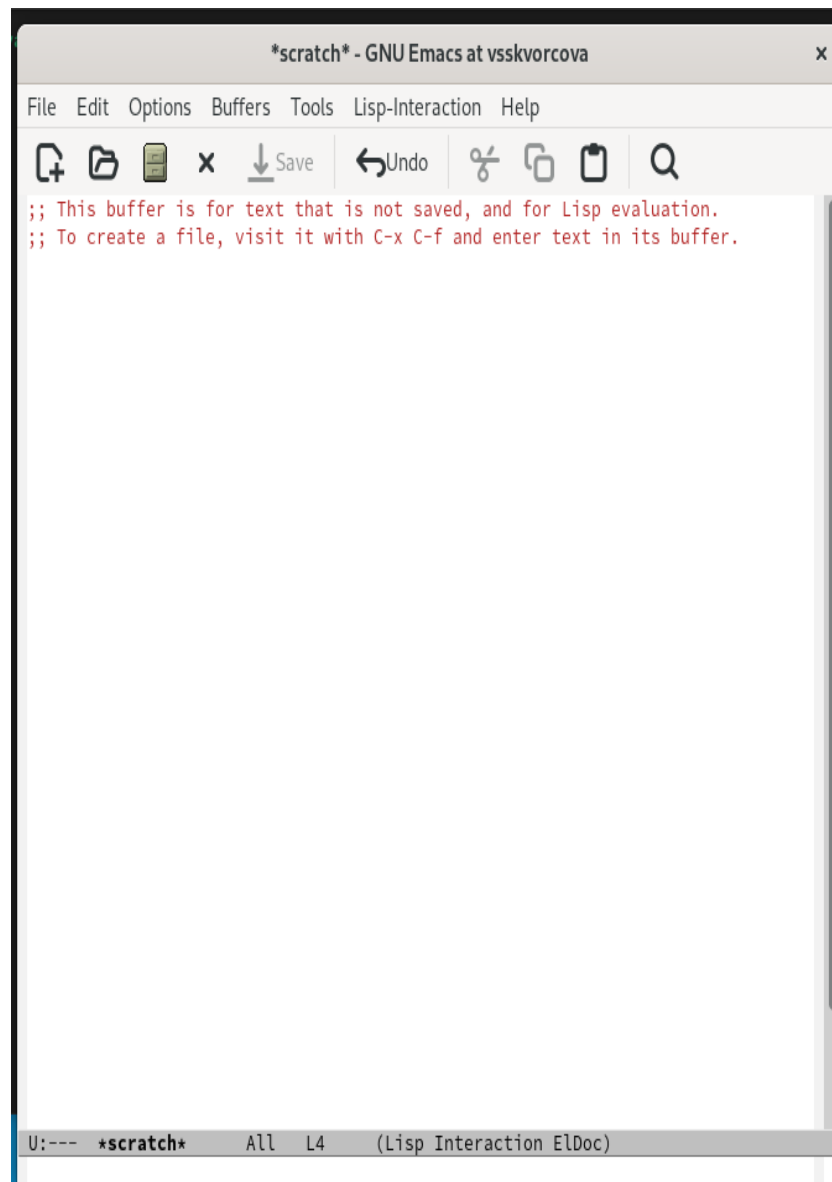 *scratch* - GNU Emacs at vsskvorcova
File Edit Options Buffers Tools Lisp-Interaction Help
Save Undo
;; This buffer is for text that is not saved, and for Lisp evaluation.
;; To create a file, visit it with C-x C-f and enter text in its buffer.
U:--- *scratch* All L4 (Lisp Interaction ElDoc)